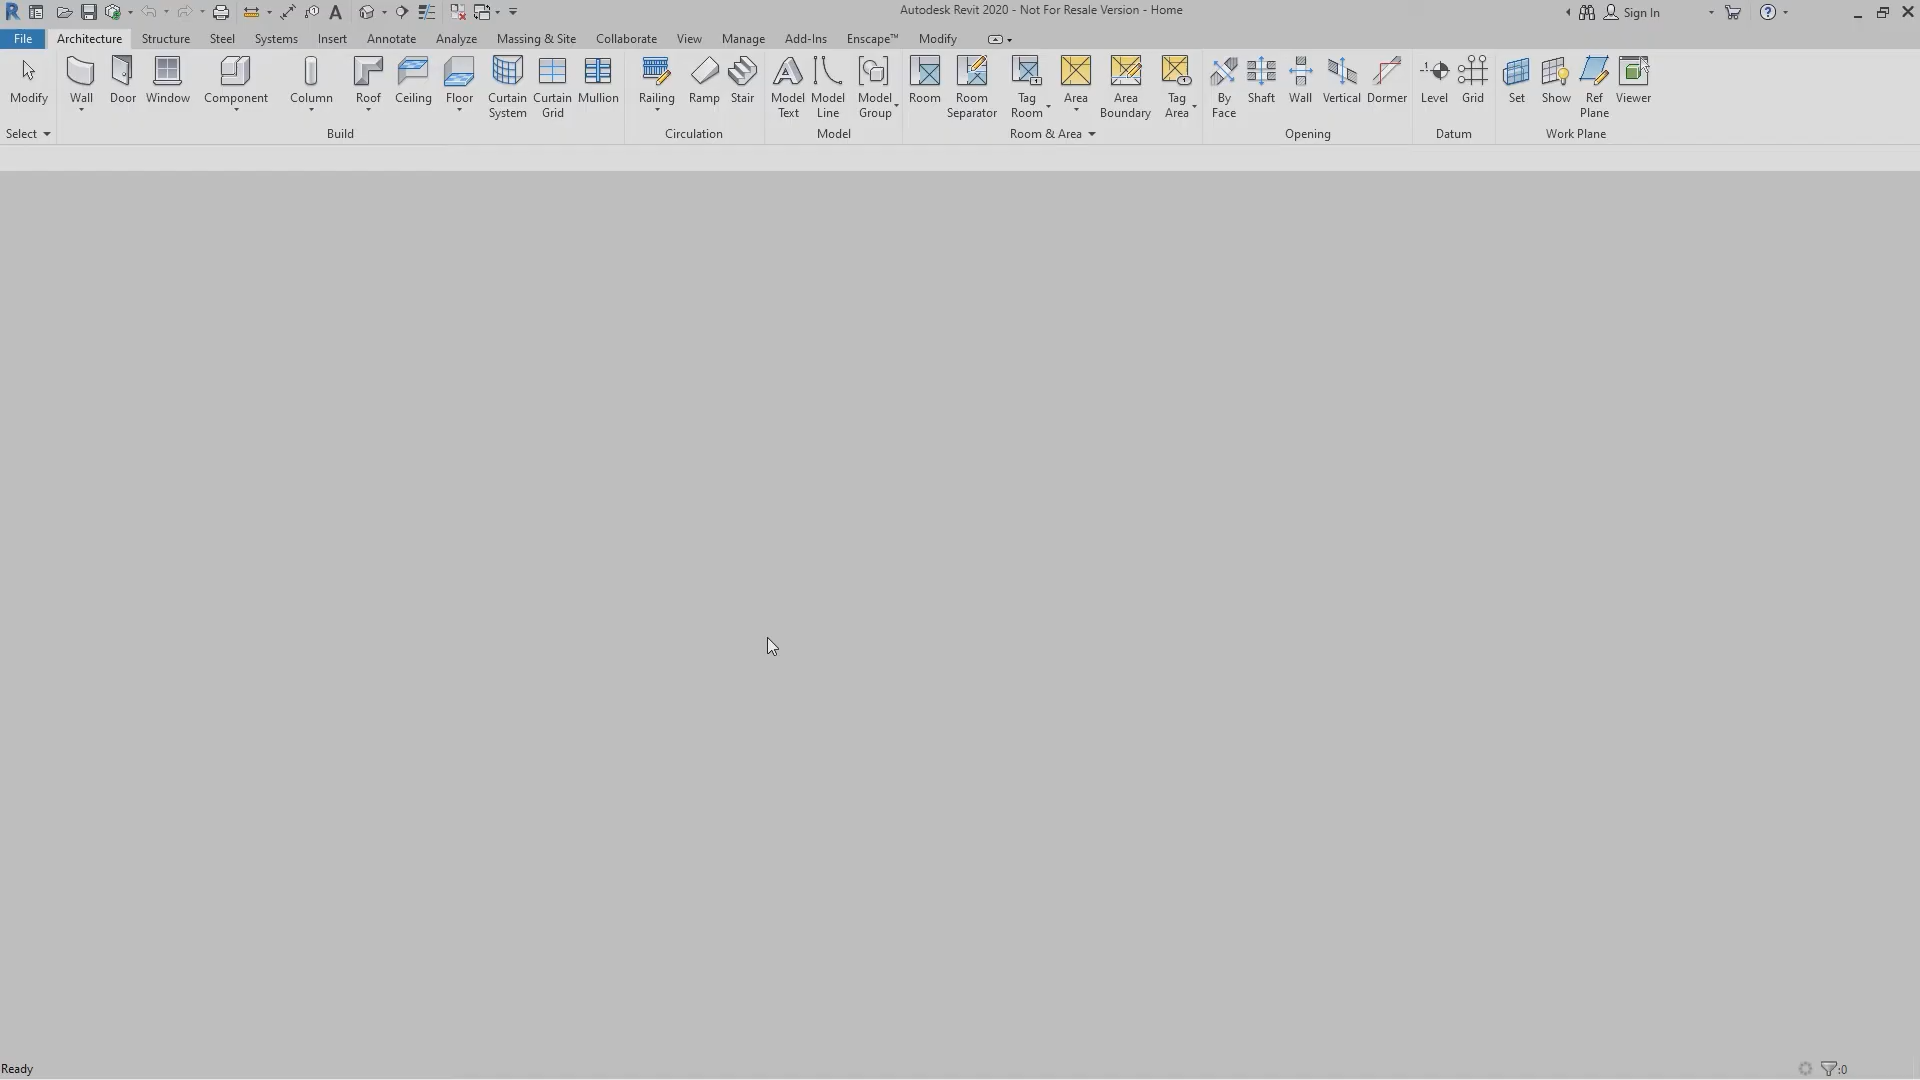 Autodesk Revit 2020 - Not For Resale Version - Home
Sign In
File Architecture Structure Steel Systems Insert Annotate Analyze Massing & Site Collaborate View Manage Add-Ins Enscape™ Modify
Modify Wall Door Window Component Column Roof Ceiling Floor Curtain System Curtain Grid Mullion Railing Ramp Stair Model Text Model Line Model Group Room Room Separator Tag Room Area Area Boundary Tag Area By Face Shaft Wall Vertical Dormer Level Grid Set Show Ref Plane Viewer
Select Build Circulation Model Room & Area Opening Datum Work Plane
Ready
:0